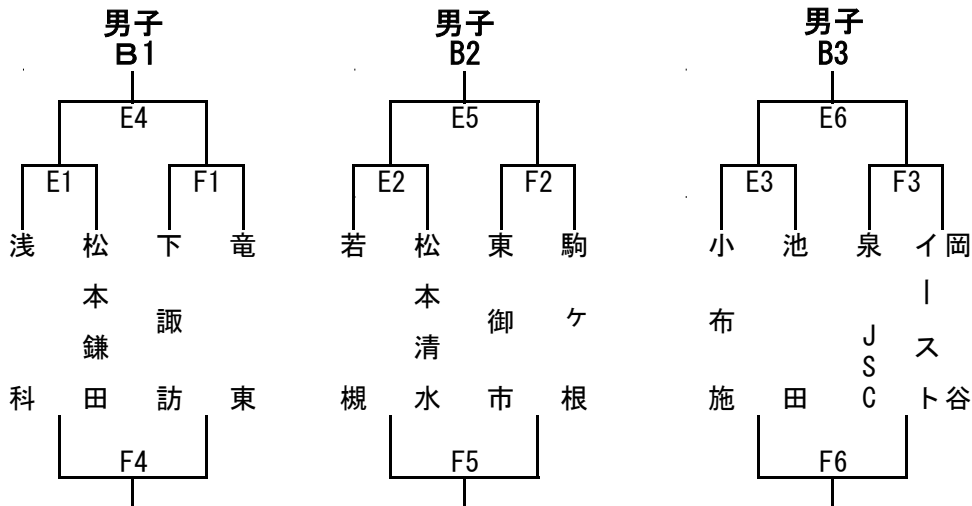 男子
B1
E4
E1
F1
浅科
松本鎌田
下諏訪
竜東
F4
男子
B2
E5
E2
F2
若槻
松本清水
東御市
駒ヶ根
F5
男子
B3
E6
E3
F3
小布施
池田
泉JSC
岡谷
イースト
F6